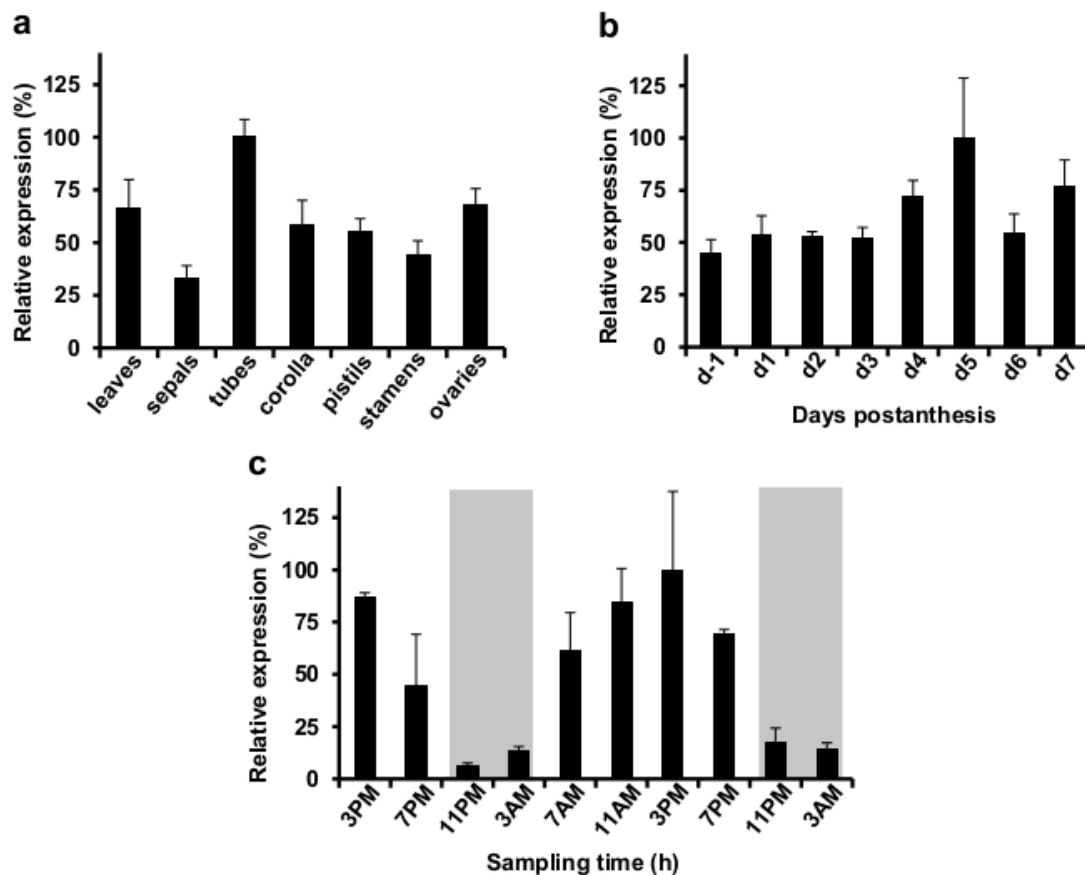 a
Relative expression (%)
125
100
75
50
25
0
leaves
sepals
tubes
corolla
pistils
stamens
ovaries
b
Relative expression (%)
125
100
75
50
25
0
d-1
d1
d2
d3
d4
d5
d6
d7
Days postanthesis
c
Relative expression (%)
125
100
75
50
25
0
3PM
7PM
11PM
3AM
7AM
11AM
3PM
7PM
11PM
3AM
Sampling time (h)